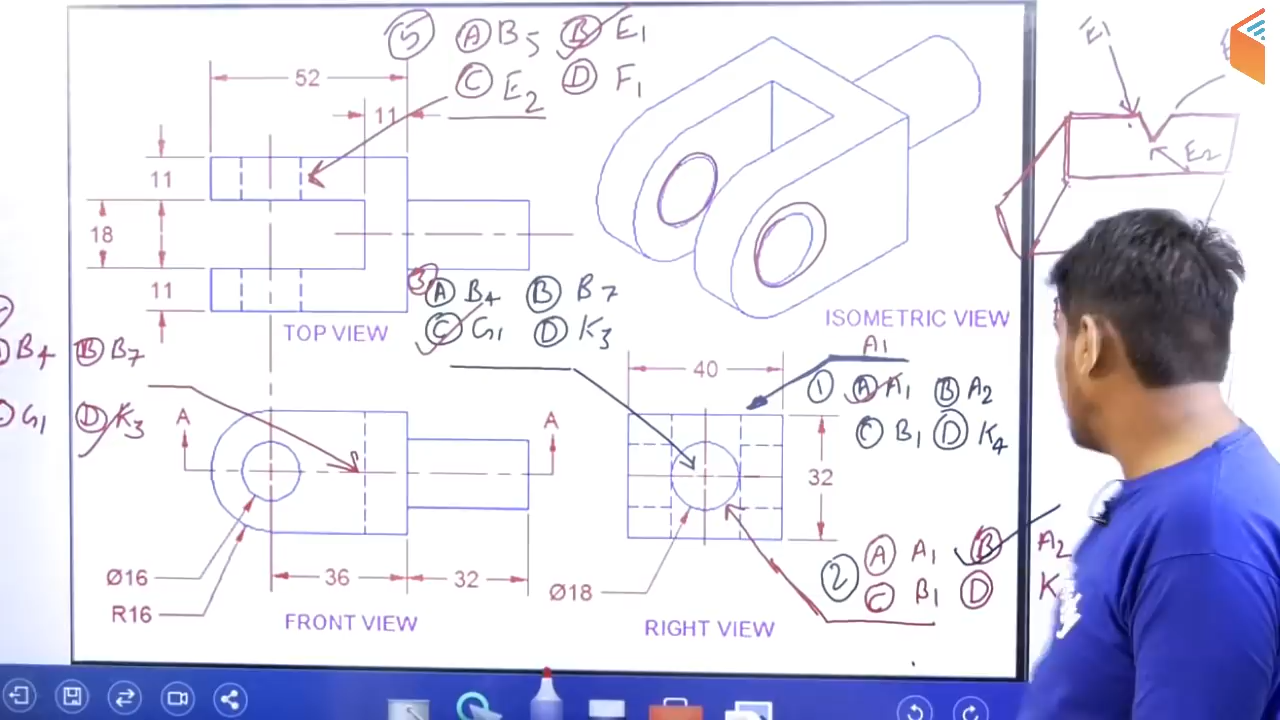 5 A B5 B E1
C E2 D F1
52
11
11
18
11
TOP VIEW
3 A B4 B B7
C G1 D K3
ISOMETRIC VIEW
E1
E2
B4 B B7
G1 D K3
A A
Ø16
R16
36
32
FRONT VIEW
40
32
Ø18
RIGHT VIEW
A1
1 A A1 B A2
C B1 D K4
2 A A1 B A2
C B1 D K